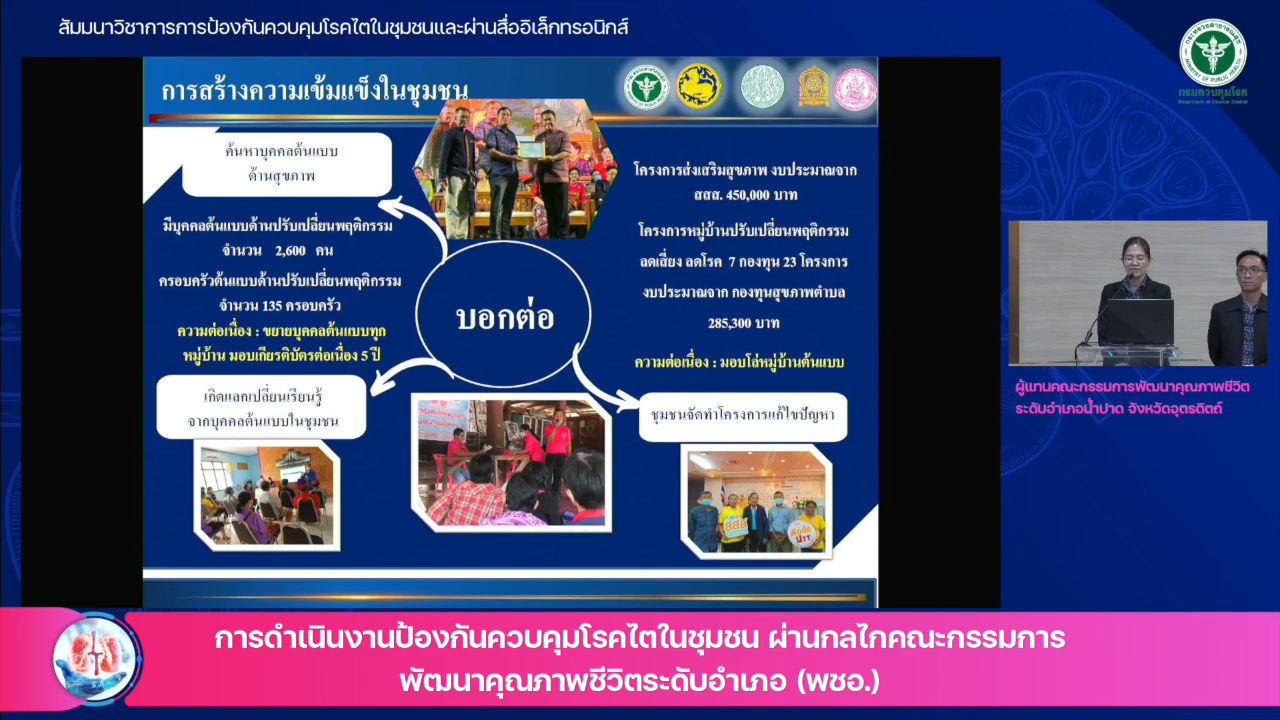 สัมมนาวิชาการการป้องกันควบคุมโรคไตในชุมชนและผ่านสื่ออิเล็กทรอนิกส์
กระทรวงสาธารณสุข
MINISTRY OF PUBLIC HEALTH
กรมควบคุมโรค
Department of Disease Control
การสร้างความเข้มแข็งในชุมชน
ค้นหาบุคคลต้นแบบ
ด้านสุขภาพ
มีบุคคลต้นแบบด้านปรับเปลี่ยนพฤติกรรม
จำนวน 2,600 คน
ครอบครัวต้นแบบด้านปรับเปลี่ยนพฤติกรรม
จำนวน 135 ครอบครัว
ความต่อเนื่อง : ขยายบุคคลต้นแบบทุก
หมู่บ้าน มอบเกียรติบัตรต่อเนื่อง 5 ปี
เกิดแลกเปลี่ยนเรียนรู้
จากบุคคลต้นแบบในชุมชน
บอกต่อ
โครงการส่งเสริมสุขภาพ งบประมาณจาก
สสส. 450,000 บาท
โครงการหมู่บ้านปรับเปลี่ยนพฤติกรรม
ลดเสี่ยง ลดโรค 7 กองทุน 23 โครงการ
งบประมาณจาก กองทุนสุขภาพตำบล
285,300 บาท
ความต่อเนื่อง : มอบโล่หมู่บ้านต้นแบบ
ชุมชนจัดทำโครงการแก้ไขปัญหา
สสส
ผู้แทนคณะกรรมการพัฒนาคุณภาพชีวิต
ระดับอำเภอน้ำปาด จังหวัดอุตรดิตถ์
การดำเนินงานป้องกันควบคุมโรคไตในชุมชน ผ่านกลไกคณะกรรมการ
พัฒนาคุณภาพชีวิตระดับอำเภอ (พชอ.)